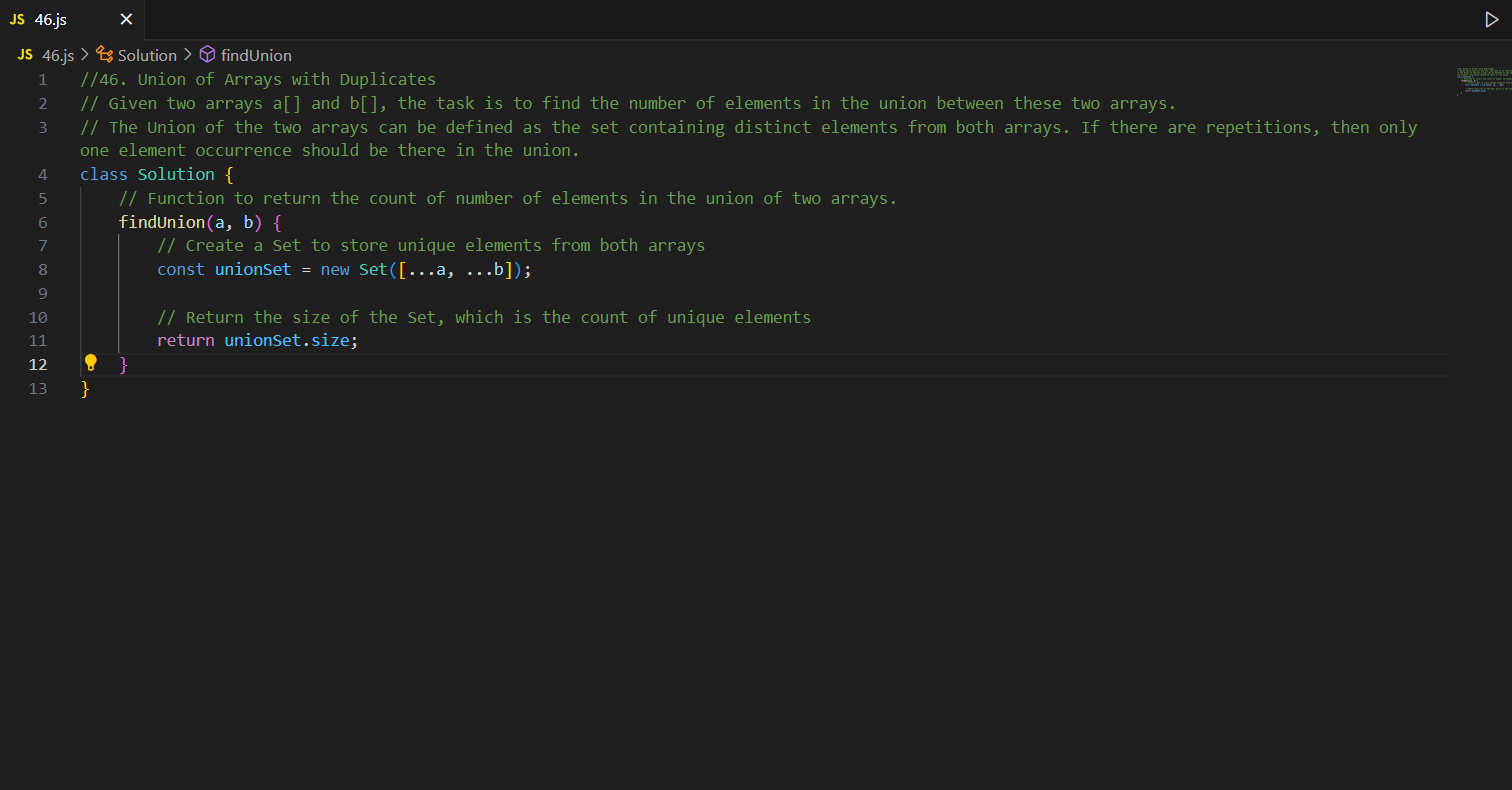 JS 46.js
JS 46.js > Solution > findUnion
1 //46. Union of Arrays with Duplicates
2 // Given two arrays a[] and b[], the task is to find the number of elements in the union between these two arrays.
3 // The Union of the two arrays can be defined as the set containing distinct elements from both arrays. If there are repetitions, then only
one element occurrence should be there in the union.
4 class Solution {
5 // Function to return the count of number of elements in the union of two arrays.
6 findUnion(a, b) {
7 // Create a Set to store unique elements from both arrays
8 const unionSet = new Set([...a, ...b]);
9
10 // Return the size of the Set, which is the count of unique elements
11 return unionSet.size;
12 }
13 }